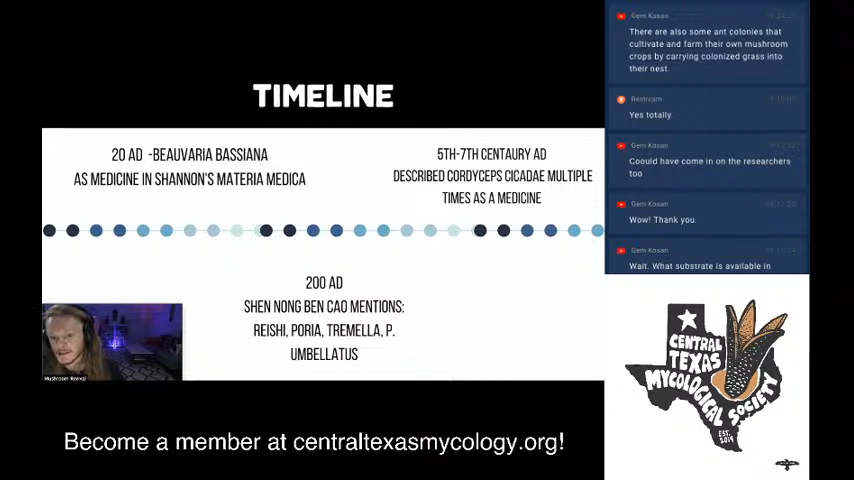 TIMELINE
20 AD -BEAUVARIA BASSIANA
AS MEDICINE IN SHANNON'S MATERIA MEDICA
5TH-7TH CENTAURY AD
DESCRIBED CORDYCEPS CICADAE MULTIPLE
TIMES AS A MEDICINE
200 AD
SHEN NONG BEN CAO MENTIONS:
REISHI, PORIA, TREMELLA, P.
UMBELLATUS
Mushroom Revival
Become a member at centraltexasmycology.org!
Gem Kosan
There are also some ant colonies that
cultivate and farm their own mushroom
crops by carrying colonized grass into
their nest.
Restream
Yes totally.
Gem Kosan
Coould have come in on the researchers
too
Gem Kosan
Wow! Thank you.
Gem Kosan
Wait. What substrate is available in
CENTRAL
TEXAS
MYCOLOGICAL SOCIETY
EST.
2019